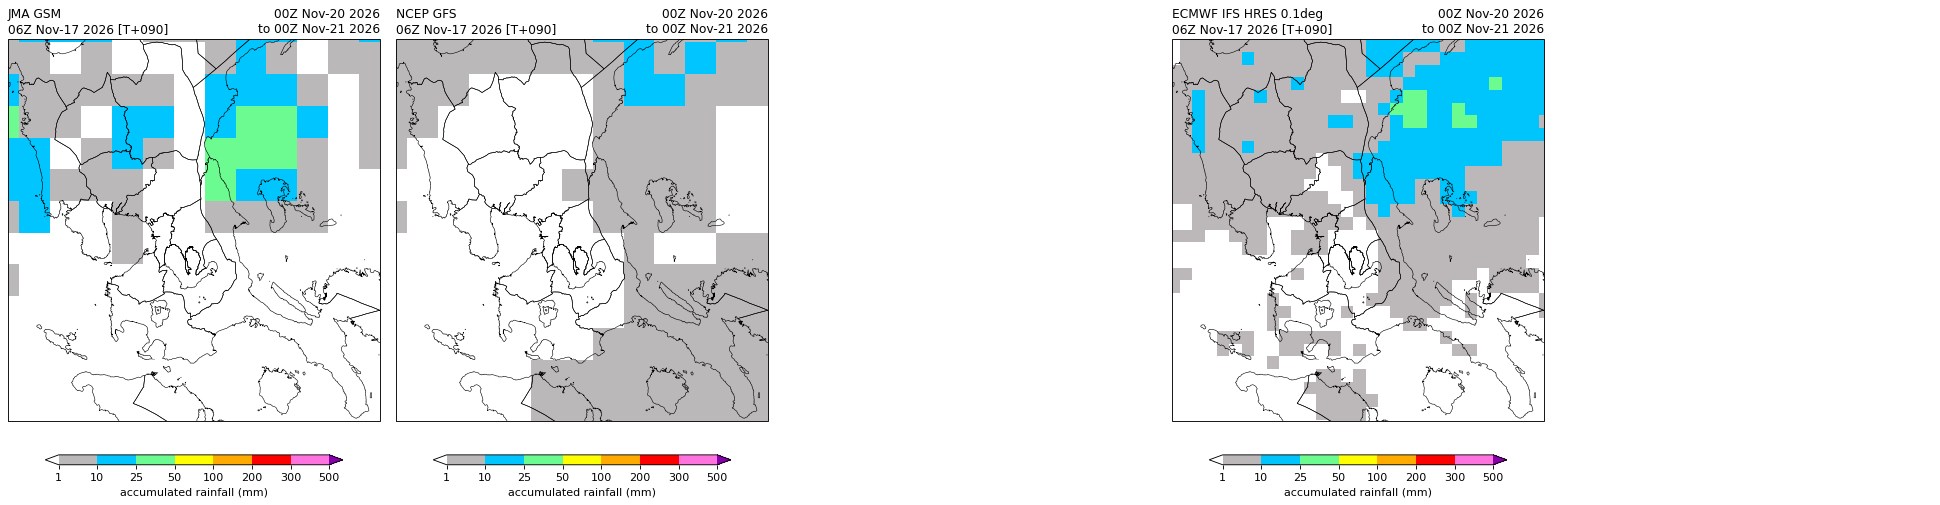 JMA GSM
00Z Nov-20 2026
06Z Nov-17 2026 [T+090]
to 00Z Nov-21 2026
NCEP GFS
00Z Nov-20 2026
06Z Nov-17 2026 [T+090]
to 00Z Nov-21 2026
ECMWF IFS HRES 0.1deg
00Z Nov-20 2026
06Z Nov-17 2026 [T+090]
to 00Z Nov-21 2026
1 10 25 50 100 200 300 500
accumulated rainfall (mm)
1 10 25 50 100 200 300 500
accumulated rainfall (mm)
1 10 25 50 100 200 300 500
accumulated rainfall (mm)